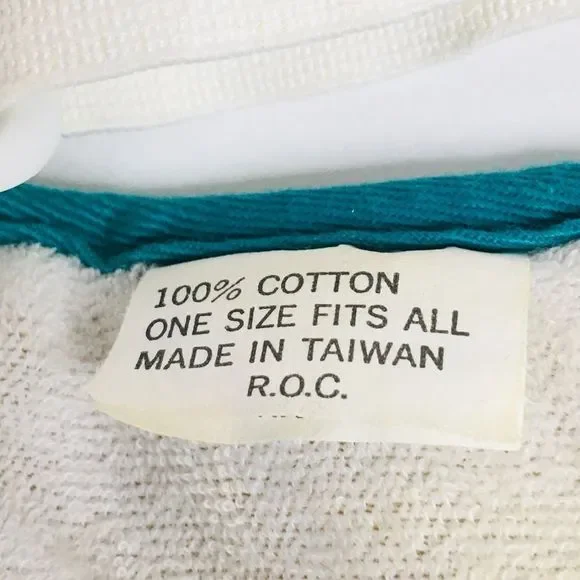 100% COTTON
ONE SIZE FITS ALL
MADE IN TAIWAN
R.O.C.